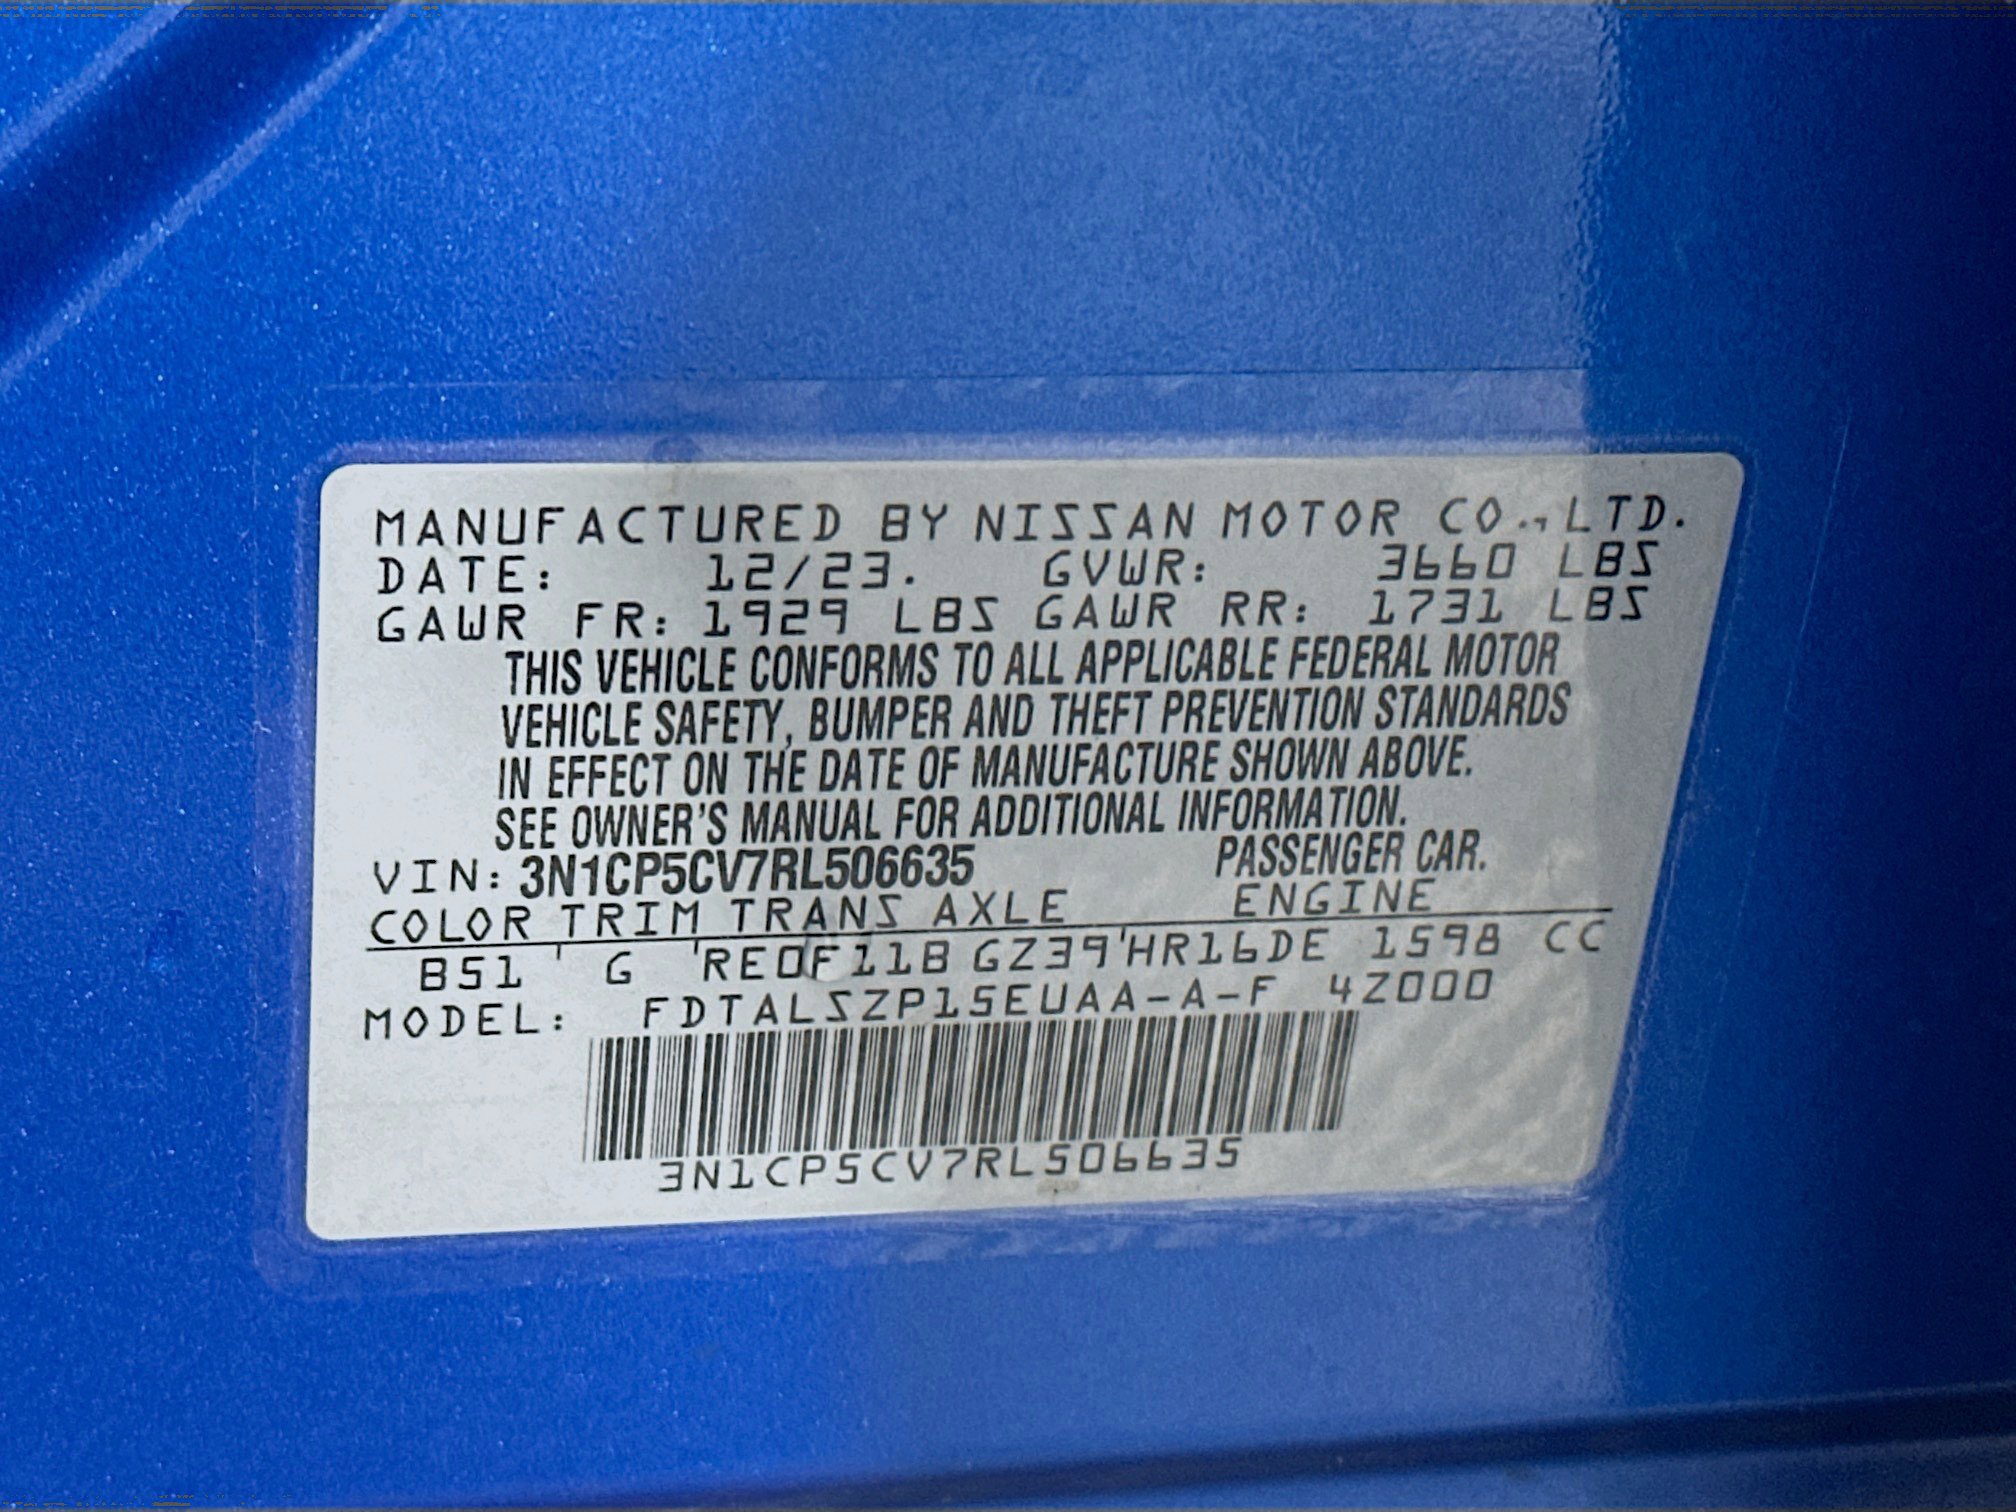 MANUFACTURED BY NISSAN MOTOR CO., LTD.
DATE: 12/23. GVWR: 3660 LBS
GAWR FR: 1929 LBS GAWR RR: 1731 LBS
THIS VEHICLE CONFORMS TO ALL APPLICABLE FEDERAL MOTOR
VEHICLE SAFETY, BUMPER AND THEFT PREVENTION STANDARDS
IN EFFECT ON THE DATE OF MANUFACTURE SHOWN ABOVE.
SEE OWNER'S MANUAL FOR ADDITIONAL INFORMATION.
VIN: 3N1CP5CV7RL506635 PASSENGER CAR.
COLOR TRIM TRANS AXLE ENGINE
B51 ' G 'RE0F11B GZ39'HR16DE 1598 CC
MODEL: FDTALSZP15EUAA-A-F 4Z000
3N1CP5CV7RL506635